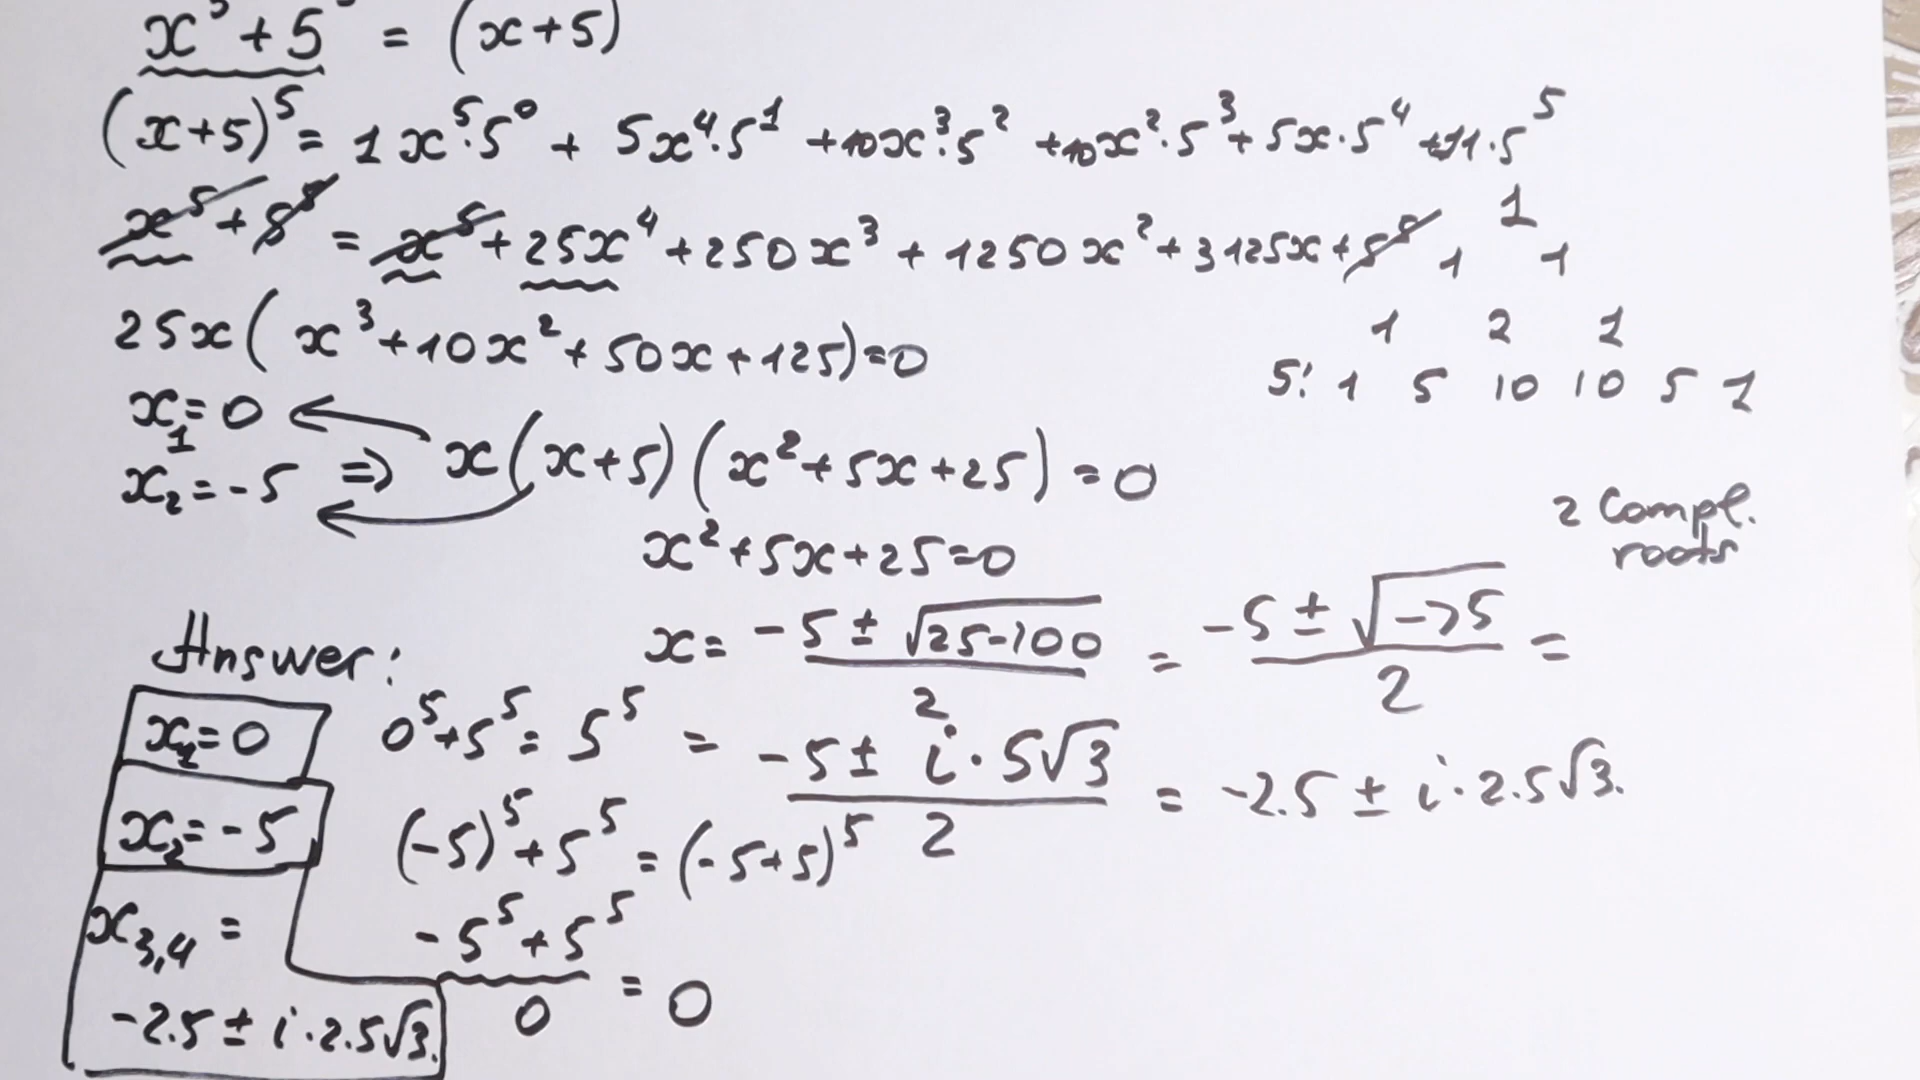 x⁵ + 5⁵ = (x+5)
(x+5)⁵ = 1x⁵·5⁰ + 5x⁴·5¹ + 10x³·5² + 10x²·5³ + 5x·5⁴ + 11·5⁵
x⁵ + 5⁵ = x⁵ + 25x⁴ + 250x³ + 1250x² + 3125x + 5⁵
1
1 1
25x(x³ + 10x² + 50x + 125) = 0
1 2 1
5: 1 5 10 10 5 1
x₁ = 0
x₂ = -5 ⇒ x(x+5)(x² + 5x + 25) = 0
x² + 5x + 25 = 0
2 Compl.
roots
x = (-5 ± √(25-100))/2 = (-5 ± √(-75))/2 =
= (-5 ± i·5√3)/2 = -2.5 ± i·2.5√3.
Answer:
x₁ = 0
0⁵ + 5⁵ = 5⁵
x₂ = -5
(-5)⁵ + 5⁵ = (-5+5)⁵
x₃,₄ =
-2.5 ± i·2.5√3.
-5⁵ + 5⁵
0 = 0